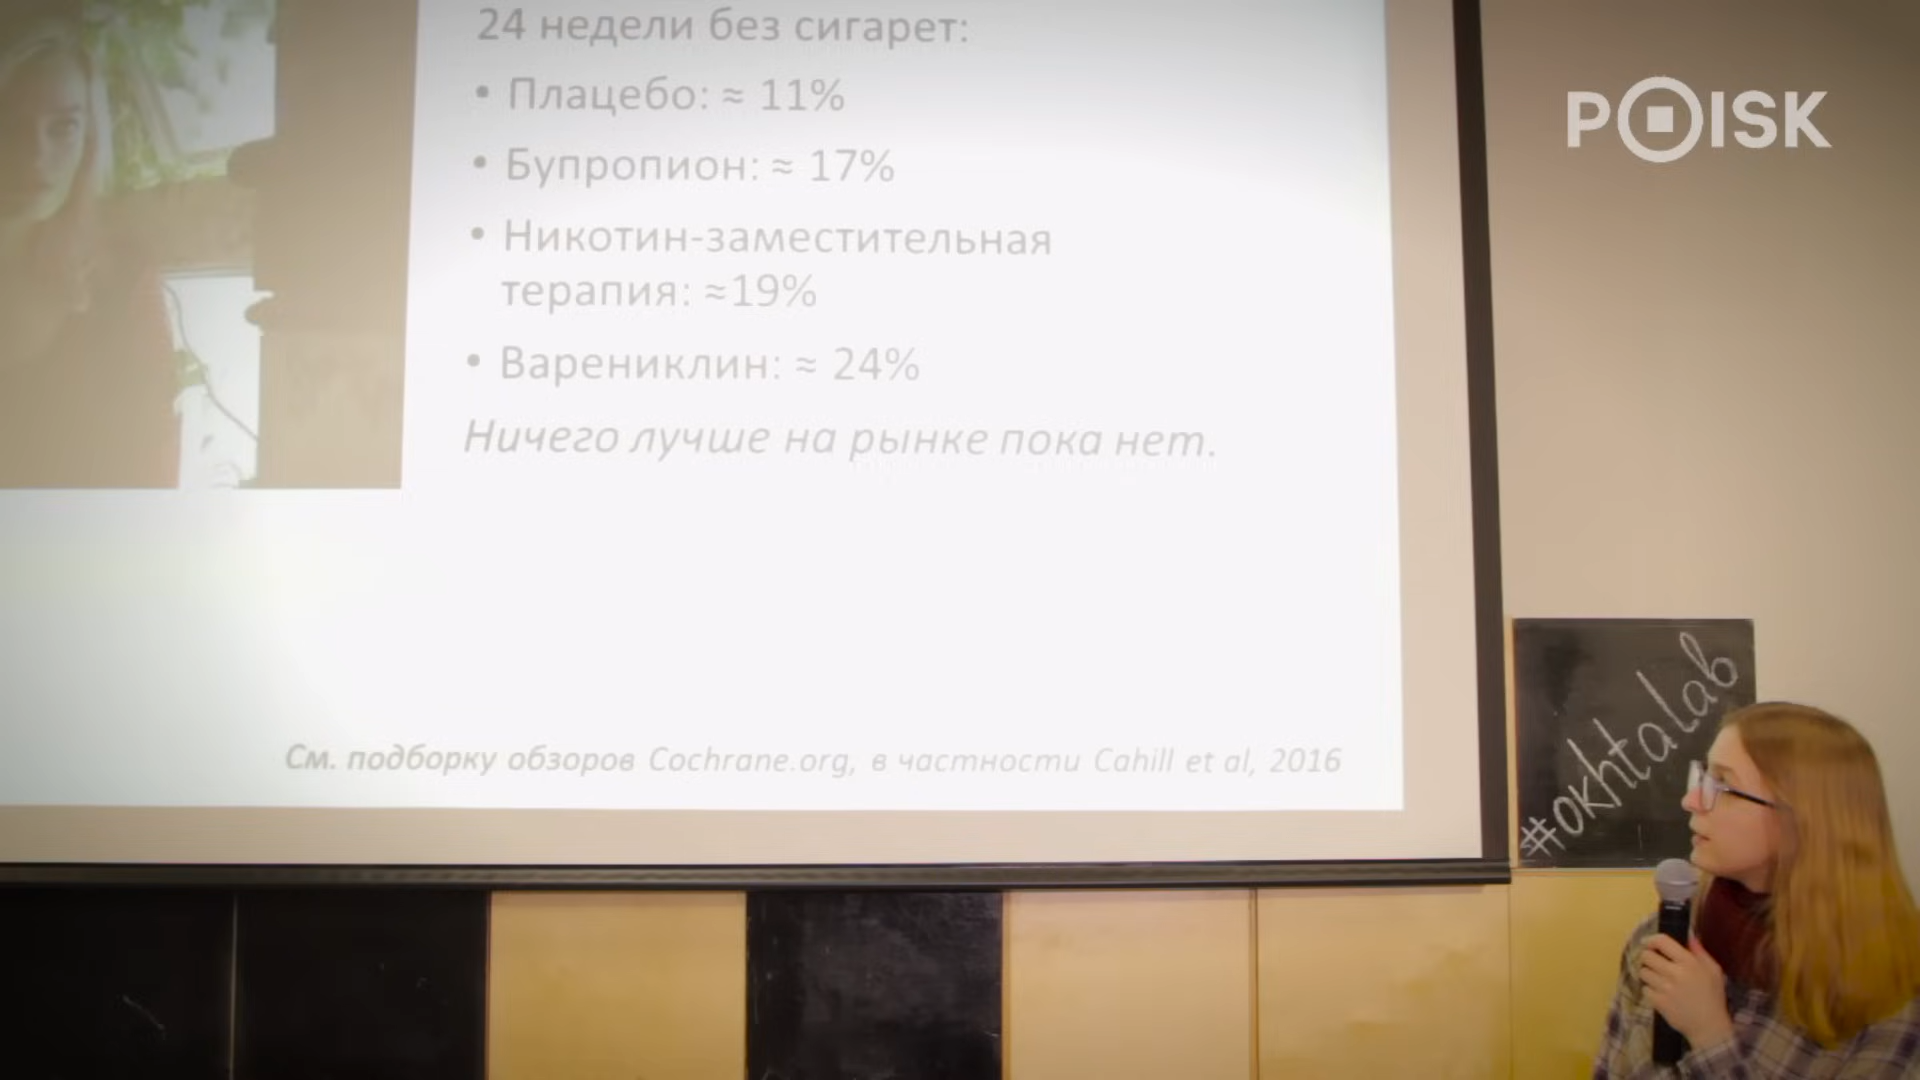 24 недели без сигарет:
• Плацебо: ≈ 11%
• Бупропион: ≈ 17%
• Никотин-заместительная
терапия: ≈19%
• Варениклин: ≈ 24%
Ничего лучше на рынке пока нет.
См. подборку обзоров Cochrane.org, в частности Cahill et al, 2016
POISK
#okhtalab